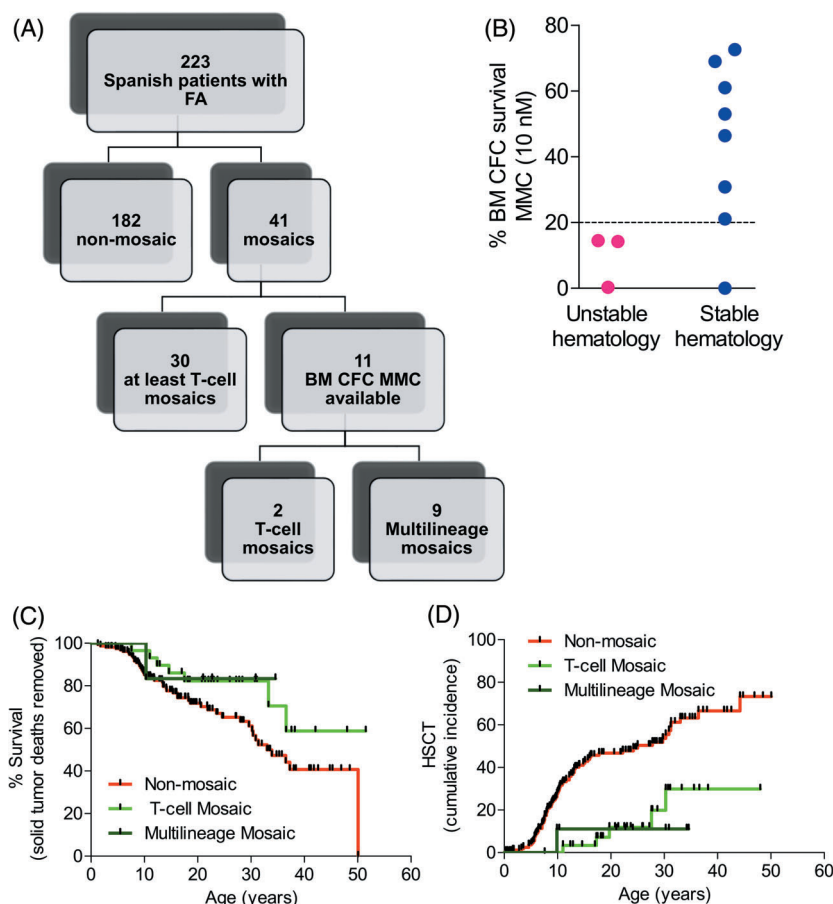 (A)
223
Spanish patients with
FA
182
non-mosaic
41
mosaics
30
at least T-cell
mosaics
11
BM CFC MMC
available
2
T-cell
mosaics
9
Multilineage
mosaics
(B)
% BM CFC survival
MMC (10 nM)
80
60
40
20
0
Unstable
hematology
Stable
hematology
(C)
% Survival
(solid tumor deaths removed)
100
80
60
40
20
0
Non-mosaic
T-cell Mosaic
Multilineage Mosaic
0 10 20 30 40 50 60
Age (years)
(D)
HSCT
(cumulative incidence)
100
80
60
40
20
0
Non-mosaic
T-cell Mosaic
Multilineage Mosaic
0 10 20 30 40 50 60
Age (years)